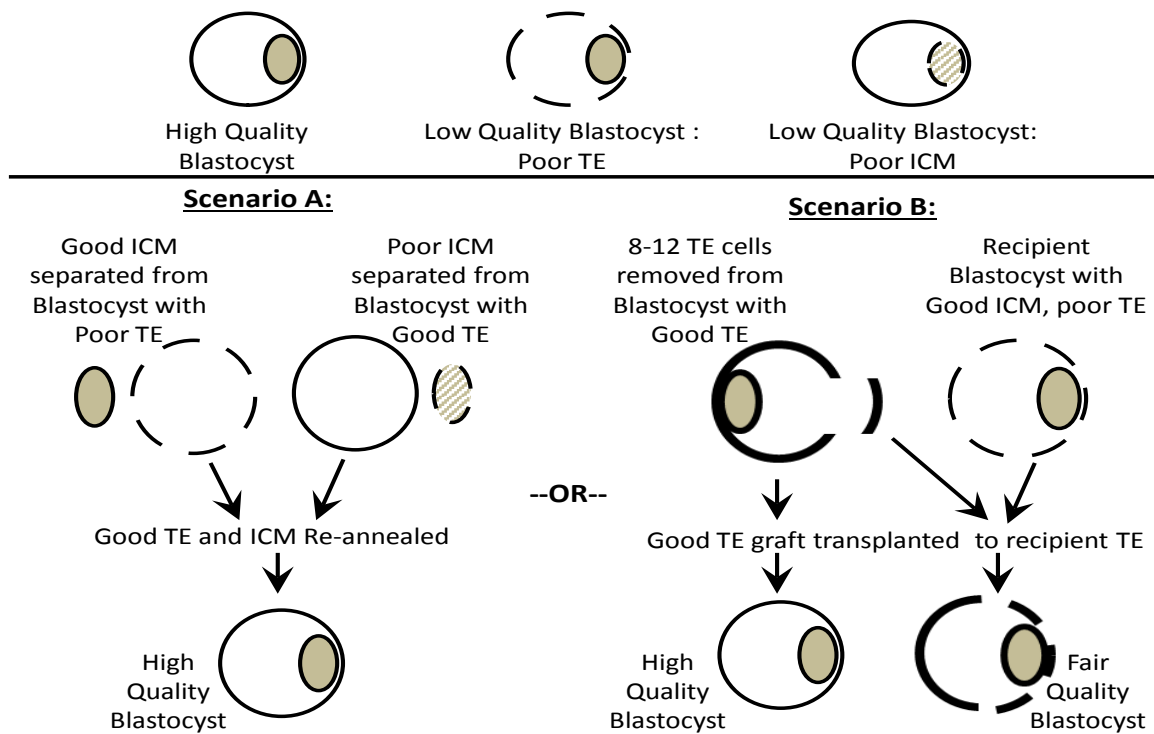 High Quality
Blastocyst
Low Quality Blastocyst :
Poor TE
Low Quality Blastocyst:
Poor ICM
Scenario A:
Good ICM
separated from
Blastocyst with
Poor TE
Poor ICM
separated from
Blastocyst with
Good TE
Good TE and ICM Re-annealed
High
Quality
Blastocyst
--OR--
Scenario B:
8-12 TE cells
removed from
Blastocyst with
Good TE
Recipient
Blastocyst with
Good ICM, poor TE
Good TE graft transplanted to recipient TE
High
Quality
Blastocyst
Fair
Quality
Blastocyst